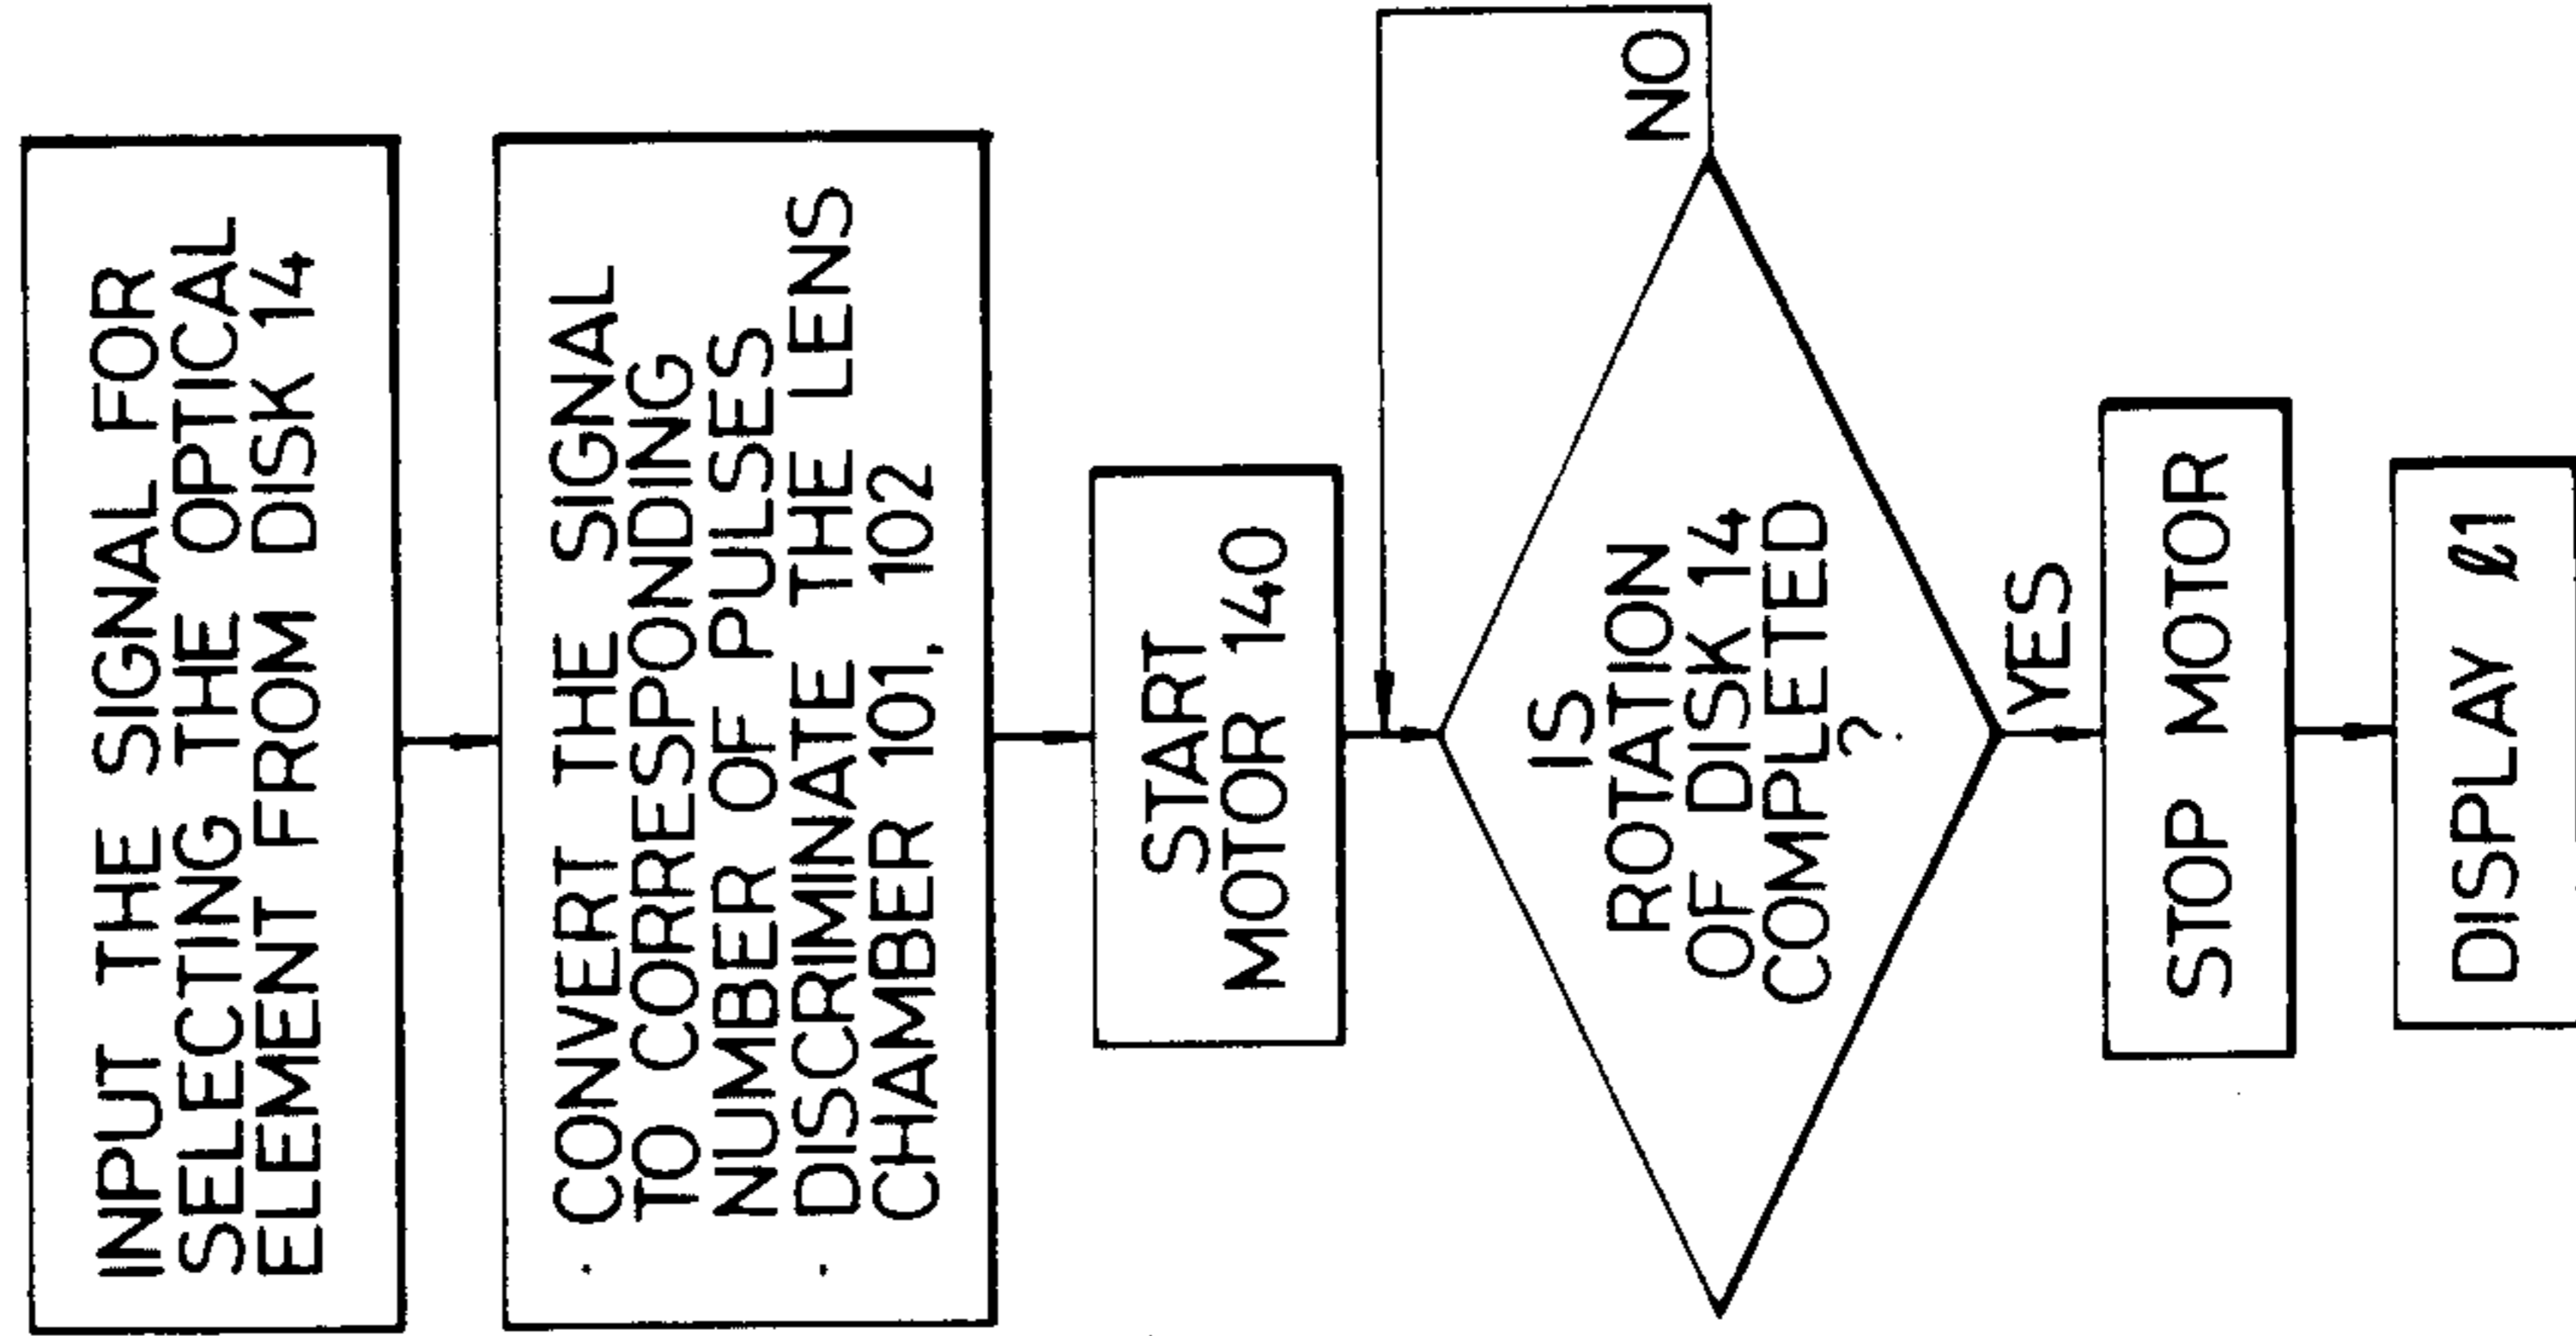 INPUT THE SIGNAL FOR
SELECTING THE OPTICAL
ELEMENT FROM DISK 14
· CONVERT THE SIGNAL
TO CORRESPONDING
NUMBER OF PULSES
· DISCRIMINATE THE LENS
CHAMBER 101, 102
START
MOTOR 140
IS
ROTATION
OF DISK 14
COMPLETED
?
NO
YES
STOP MOTOR
DISPLAY ℓ1